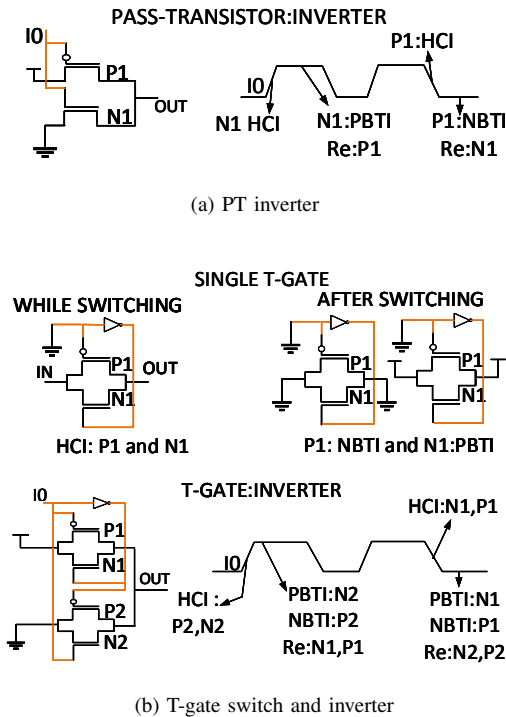 PASS-TRANSISTOR:INVERTER
I0
P1
N1
OUT
I0
P1:HCI
N1 HCI
N1:PBTI
Re:P1
P1:NBTI
Re:N1
(a) PT inverter
SINGLE T-GATE
WHILE SWITCHING
AFTER SWITCHING
IN
P1
N1
OUT
P1
N1
P1
N1
HCI: P1 and N1
P1: NBTI and N1:PBTI
T-GATE:INVERTER
I0
P1
N1
OUT
P2
N2
I0
HCI:N1,P1
HCI :
P2,N2
PBTI:N2
NBTI:P2
Re:N1,P1
PBTI:N1
NBTI:P1
Re:N2,P2
(b) T-gate switch and inverter